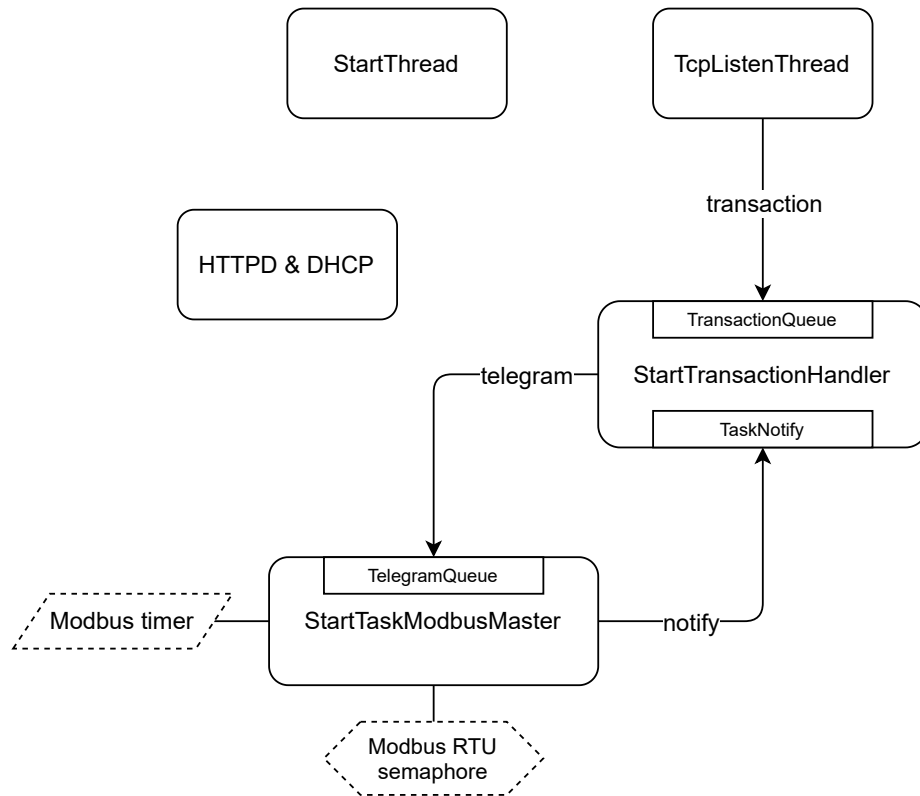 StartThread
TcpListenThread
transaction
HTTPD & DHCP
TransactionQueue
StartTransactionHandler
telegram
TaskNotify
TelegramQueue
StartTaskModbusMaster
Modbus timer
notify
Modbus RTU
semaphore